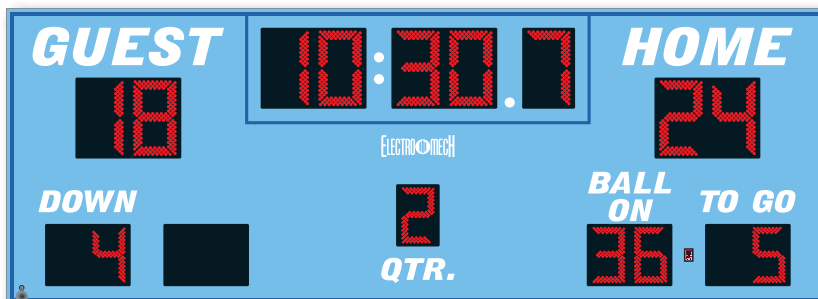 GUEST
10:30.7
HOME
18
24
ELECTRO-MECH
DOWN
BALL ON
TO GO
4
2
36
5
QTR.